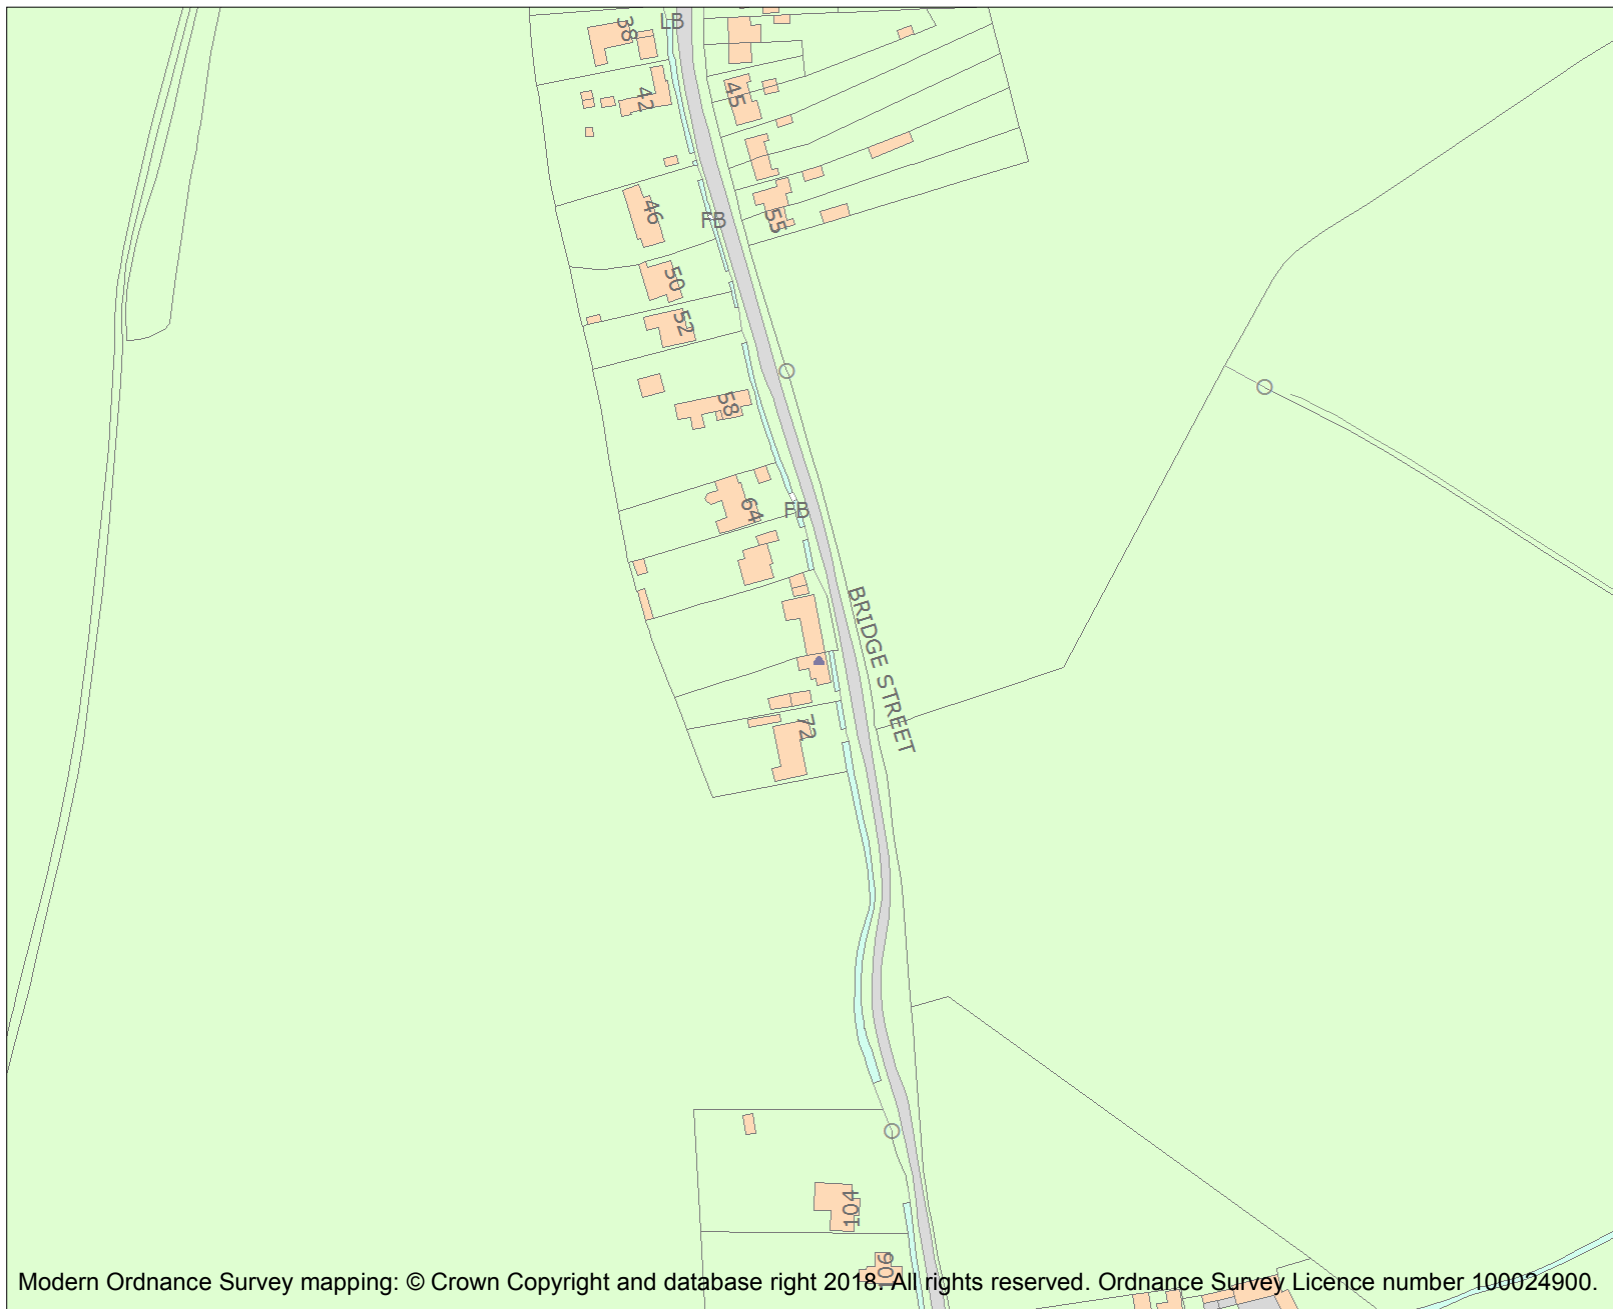 LB
38
42
45
46
FB
55
50
52
58
64
FB
BRIDGE STREET
72
104
106
Modern Ordnance Survey mapping: © Crown Copyright and database right 2018. All rights reserved. Ordnance Survey Licence number 100024900.